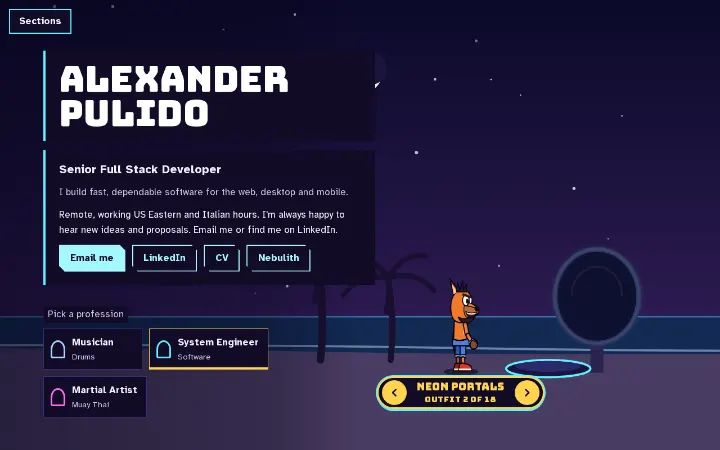 Sections
ALEXANDER
PULIDO
Senior Full Stack Developer
I build fast, dependable software for the web, desktop and mobile.
Remote, working US Eastern and Italian hours. I'm always happy to
hear new ideas and proposals. Email me or find me on LinkedIn.
Email me
LinkedIn
CV
Nebulith
Pick a profession
Musician
Drums
System Engineer
Software
Martial Artist
Muay Thai
NEON PORTALS
OUTFIT 2 OF 18